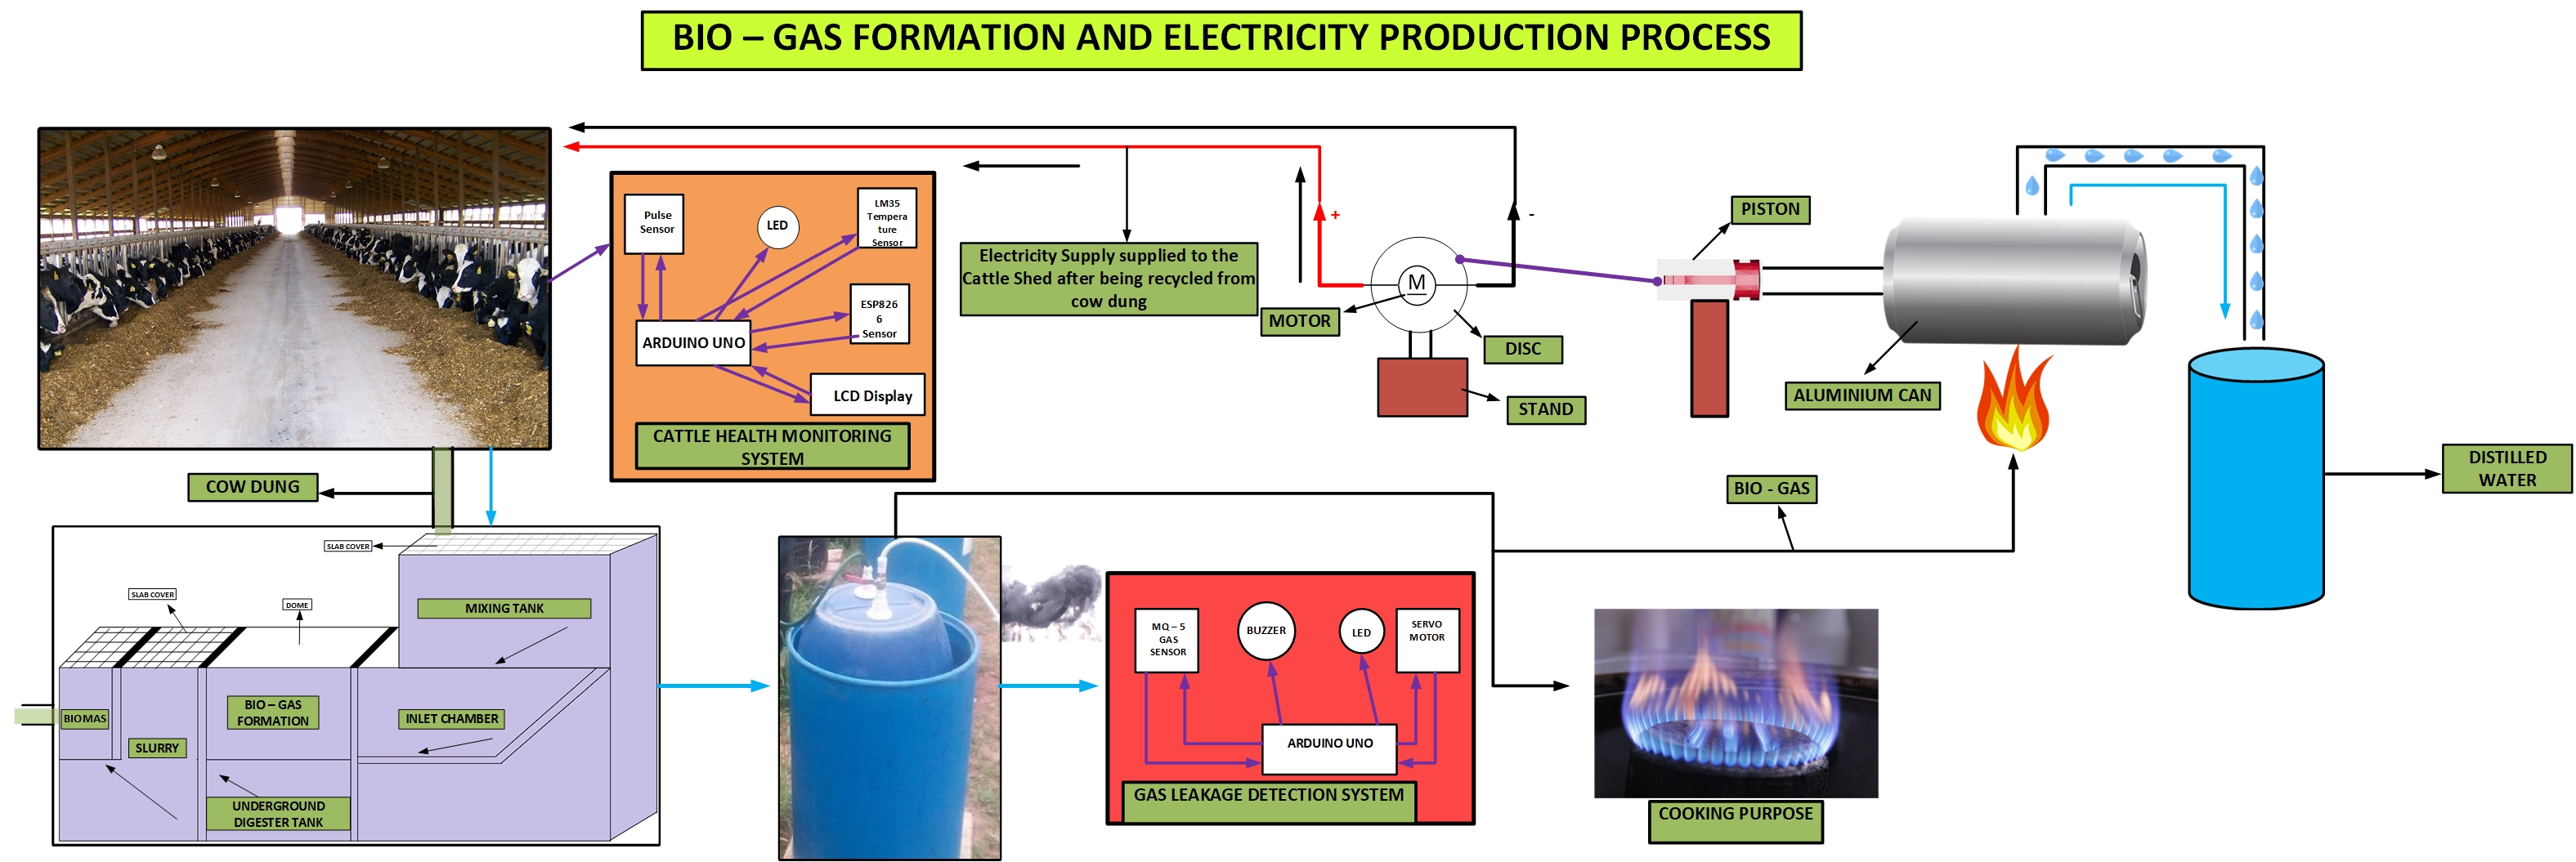 BIO – GAS FORMATION AND ELECTRICITY PRODUCTION PROCESS
Pulse
Sensor
LED
LM35
Tempera
ture
Sensor
ESP826
6
Sensor
ARDUINO UNO
LCD Display
CATTLE HEALTH MONITORING
SYSTEM
Electricity Supply supplied to the
Cattle Shed after being recycled from
cow dung
+
-
M
MOTOR
DISC
STAND
PISTON
ALUMINIUM CAN
DISTILLED
WATER
COW DUNG
BIO - GAS
SLAB COVER
SLAB COVER
DOME
MIXING TANK
BIOMAS
SLURRY
BIO – GAS
FORMATION
INLET CHAMBER
UNDERGROUND
DIGESTER TANK
MQ – 5
GAS
SENSOR
BUZZER
LED
SERVO
MOTOR
ARDUINO UNO
GAS LEAKAGE DETECTION SYSTEM
COOKING PURPOSE